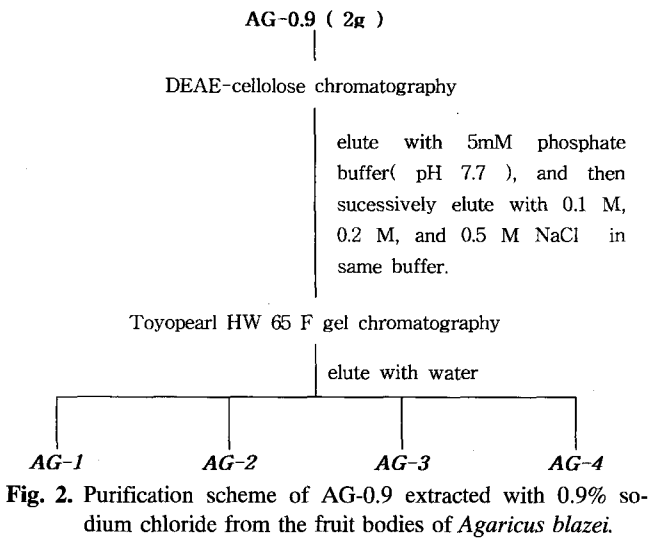 AG-0.9 ( 2g )
DEAE-cellolose chromatography
elute with 5mM phosphate
buffer( pH 7.7 ), and then
sucessively elute with 0.1 M,
0.2 M, and 0.5 M NaCl in
same buffer.
Toyopearl HW 65 F gel chromatography
elute with water
AG-1 AG-2 AG-3 AG-4
Fig. 2. Purification scheme of AG-0.9 extracted with 0.9% so-
dium chloride from the fruit bodies of Agaricus blazei.